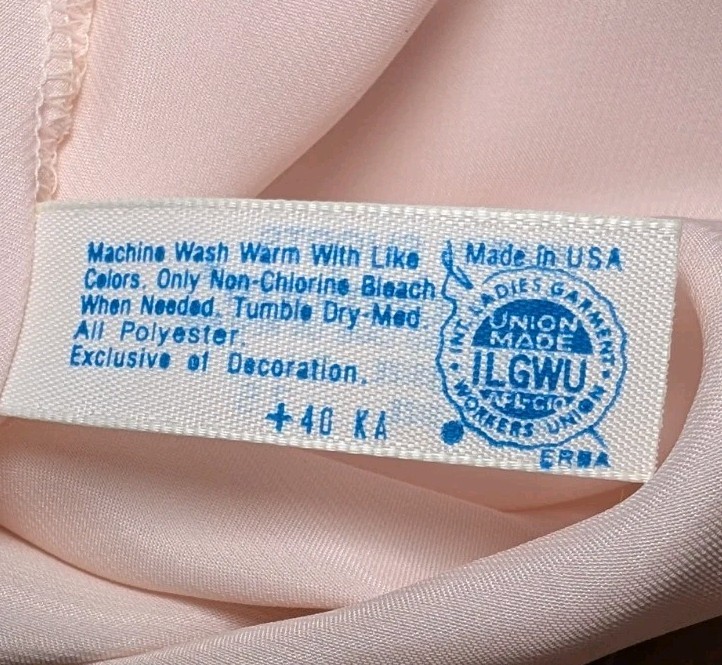 Machine Wash Warm With Like
Colors. Only Non-Chlorine Bleach
When Needed. Tumble Dry-Med.
All Polyester.
Exclusive of Decoration.
+40 KA
Made in USA
INT. LADIES GARMENT
UNION
MADE
ILGWU
AFL-CIO
WORKERS UNION